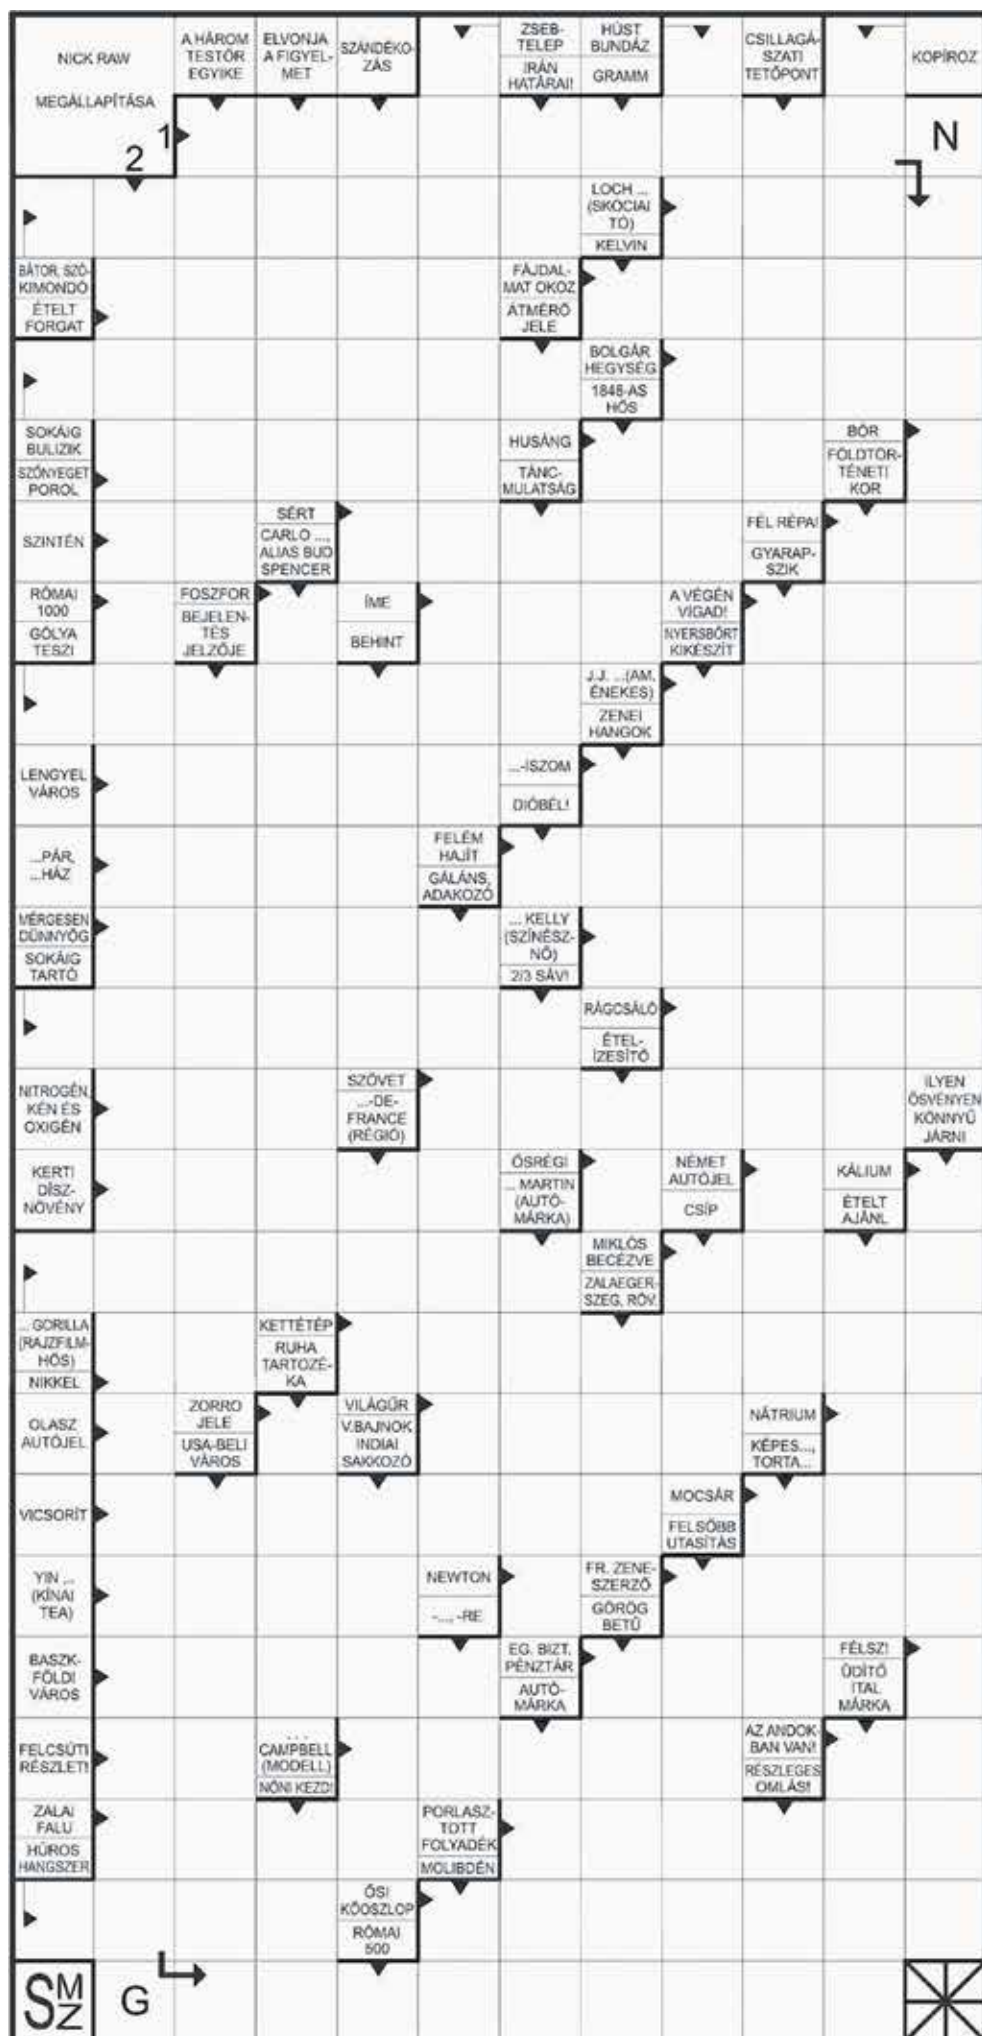 NICK RAW
MEGÁLLAPÍTÁSA
1
2
A HÁROM
TESTŐR
EGYIKE
ELVONJA
A FIGYEL-
MET
SZÁNDÉKO-
ZÁS
ZSEB-
TELEP
IRÁN
HATÁRAI!
HÚST
BUNDÁZ
GRAMM
CSILLAGÁ-
SZATI
TETŐPONT
KOPÍROZ
N
LOCH ...
(SKÓCIAI
TÓ)
KELVIN
BÁTOR, SZÓ-
KIMONDÓ
ÉTELT
FORGAT
FÁJDAL-
MAT OKOZ
ÁTMÉRŐ
JELE
BOLGÁR
HEGYSÉG
1848-AS
HŐS
SOKÁIG
BULIZIK
SZŐNYEGET
POROL
HUSÁNG
TÁNC-
MULATSÁG
BÓR
FÖLDTÖR-
TÉNETI
KOR
SZINTÉN
SÉRT
CARLO ...,
ALIAS BUD
SPENCER
FÉL RÉPA!
GYARAP-
SZIK
RÓMAI
1000
GÓLYA
TESZI
FOSZFOR
BEJELEN-
TÉS
JELZŐJE
ÍME
BEHINT
A VÉGÉN
VIGAD!
NYERSBŐRT
KIKÉSZÍT
J.J. ...(AM.
ÉNEKES)
ZENEI
HANGOK
LENGYEL
VÁROS
...-ISZOM
DIÓBÉL!
...PÁR,
...HÁZ
FELÉM
HAJÍT
GÁLÁNS,
ADAKOZÓ
MÉRGESEN
DÜNNYÖG
SOKÁIG
TARTÓ
... KELLY
(SZÍNÉSZ-
NŐ)
2/3 SÁV!
RÁGCSÁLÓ
ÉTEL-
ÍZESÍTŐ
NITROGÉN,
KÉN ÉS
OXIGÉN
SZÖVET
...-DE-
FRANCE
(RÉGIÓ)
ILYEN
ÖSVÉNYEN
KÖNNYŰ
JÁRNI
KERTI
DÍSZ-
NÖVÉNY
ŐSRÉGI
... MARTIN
(AUTÓ-
MÁRKA)
NÉMET
AUTÓJEL
CSÍP
KÁLIUM
ÉTELT
AJÁNL
MIKLÓS
BECÉZVE
ZALAEGER-
SZEG, RÖV.
... GORILLA
(RAJZFILM-
HŐS)
NIKKEL
KETTÉTÉP
RUHA
TARTOZÉ-
KA
OLASZ
AUTÓJEL
ZORRO
JELE
USA-BELI
VÁROS
VILÁGŰR
V.BAJNOK
INDIAI
SAKKOZÓ
NÁTRIUM
KÉPES...,
TORTA...
VICSORÍT
MOCSÁR
FELSŐBB
UTASÍTÁS
YIN ...
(KÍNAI
TEA)
NEWTON
-..., -RE
FR. ZENE-
SZERZŐ
GÖRÖG
BETŰ
BASZK-
FÖLDI
VÁROS
EG. BIZT.
PÉNZTÁR
AUTÓ-
MÁRKA
FÉLSZ!
ÜDÍTŐ
ITAL
MÁRKA
FELCSÚTI
RÉSZLET!
...
CAMPBELL
(MODELL)
NŐNI KEZD!
AZ ANDOK-
BAN VAN!
RÉSZLEGES
OMLÁS!
ZALAI
FALU
HÚROS
HANGSZER
PORLASZ-
TOTT
FOLYADÉK
MOLIBDÉN
ŐSI
KŐOSZLOP
RÓMAI
500
SMZ
G